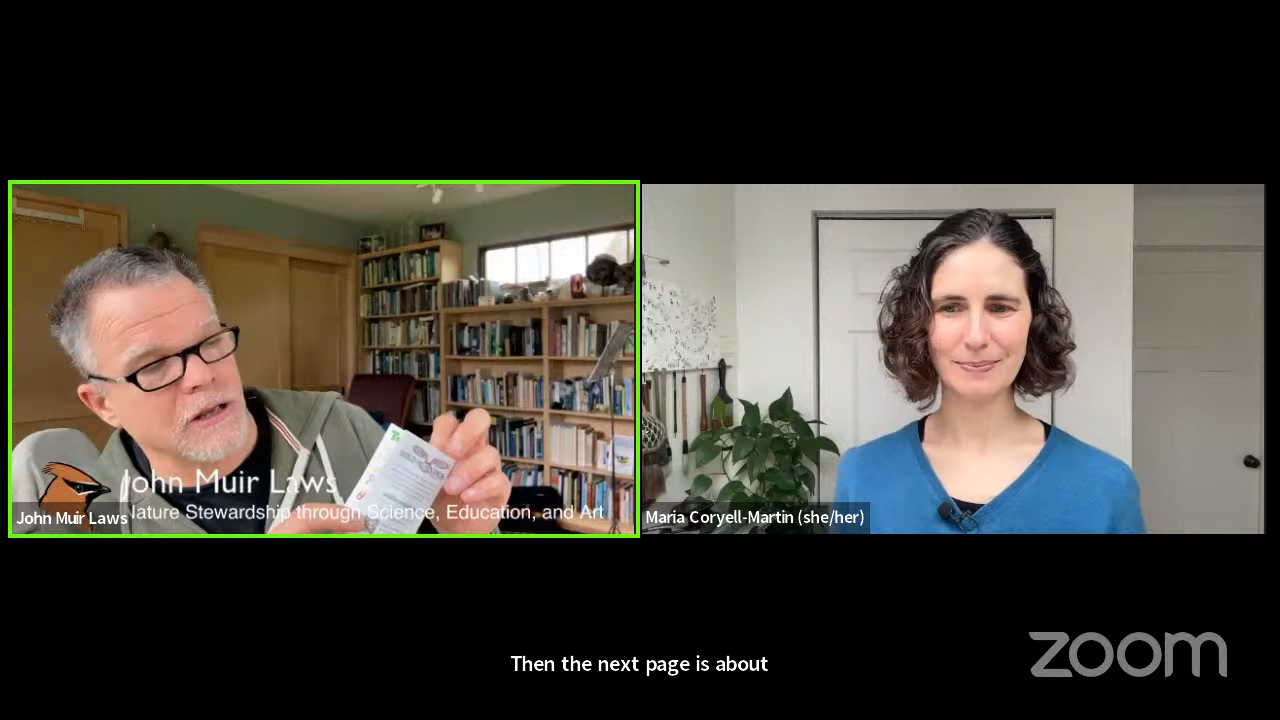 John Muir Laws
Nature Stewardship through Science, Education, and Art
John Muir Laws
Maria Coryell-Martin (she/her)
Then the next page is about
zoom